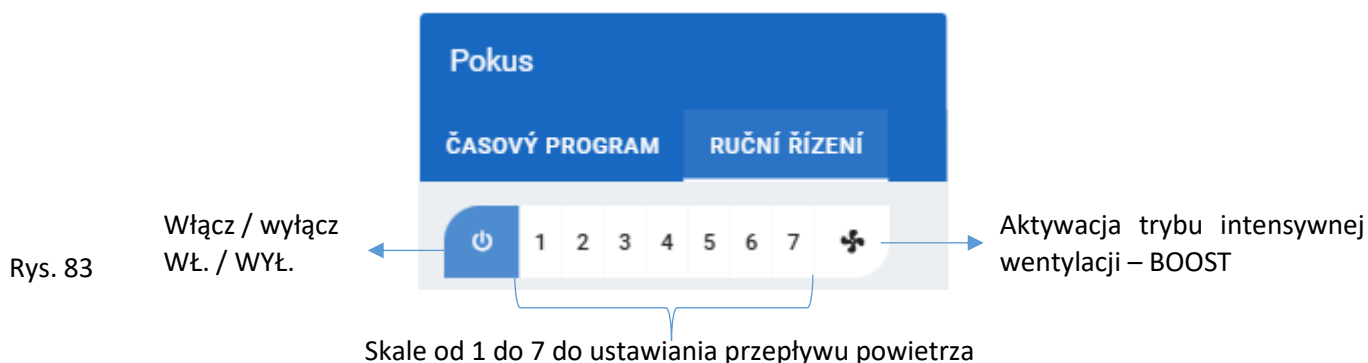 Pokus
ČASOVÝ PROGRAM RUČNÍ ŘÍZENÍ
Włącz / wyłącz
WŁ. / WYŁ.
Rys. 83
1 2 3 4 5 6 7
Aktywacja trybu intensywnej
wentylacji – BOOST
Skale od 1 do 7 do ustawiania przepływu powietrza